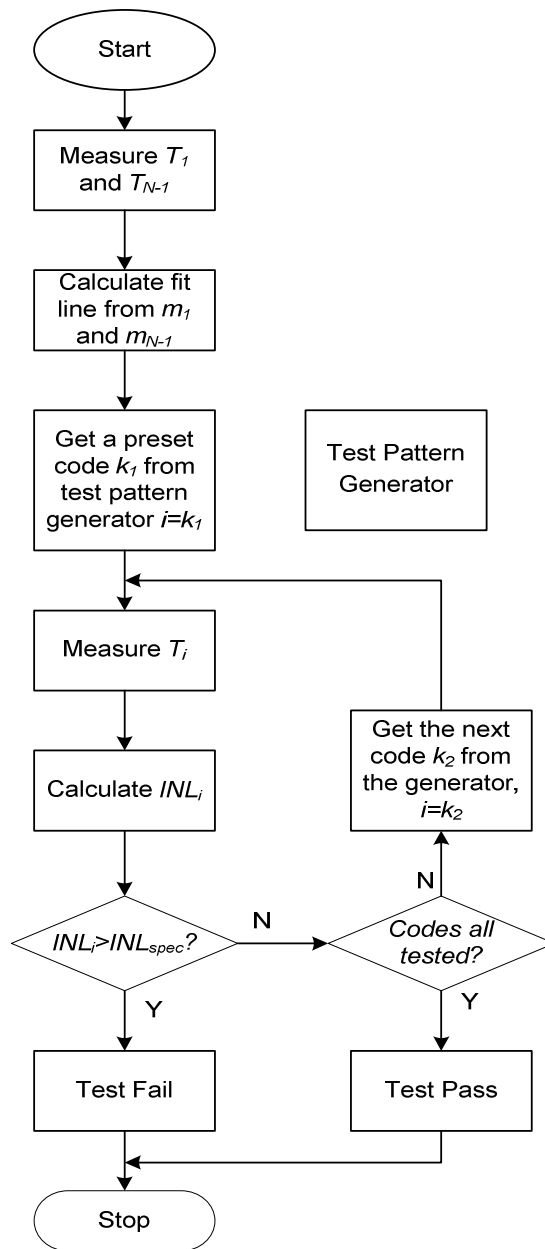 Start
Measure T1
and TN-1
Calculate fit
line from m1
and mN-1
Get a preset
code k1 from
test pattern
generator i=k1
Test Pattern
Generator
Measure Ti
Get the next
code k2 from
the generator,
i=k2
Calculate INLi
N
INLi>INLspec?
N
Codes all
tested?
Y
Y
Test Fail
Test Pass
Stop